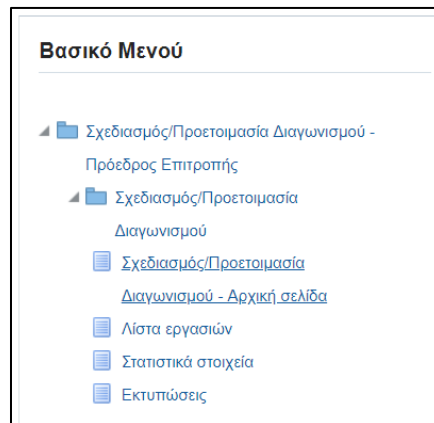 Βασικό Μενού
Σχεδιασμός/Προετοιμασία Διαγωνισμού -
Πρόεδρος Επιτροπής
Σχεδιασμός/Προετοιμασία
Διαγωνισμού
Σχεδιασμός/Προετοιμασία
Διαγωνισμού - Αρχική σελίδα
Λίστα εργασιών
Στατιστικά στοιχεία
Εκτυπώσεις